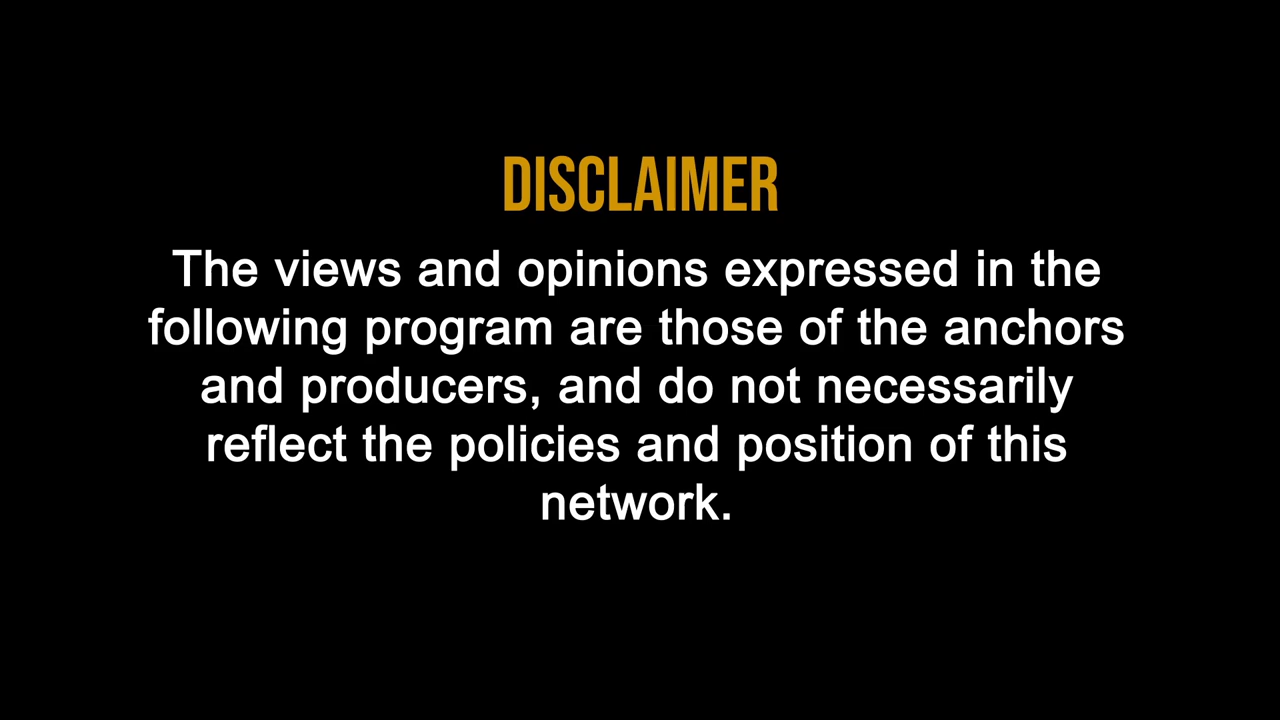 DISCLAIMER
The views and opinions expressed in the
following program are those of the anchors
and producers, and do not necessarily
reflect the policies and position of this
network.